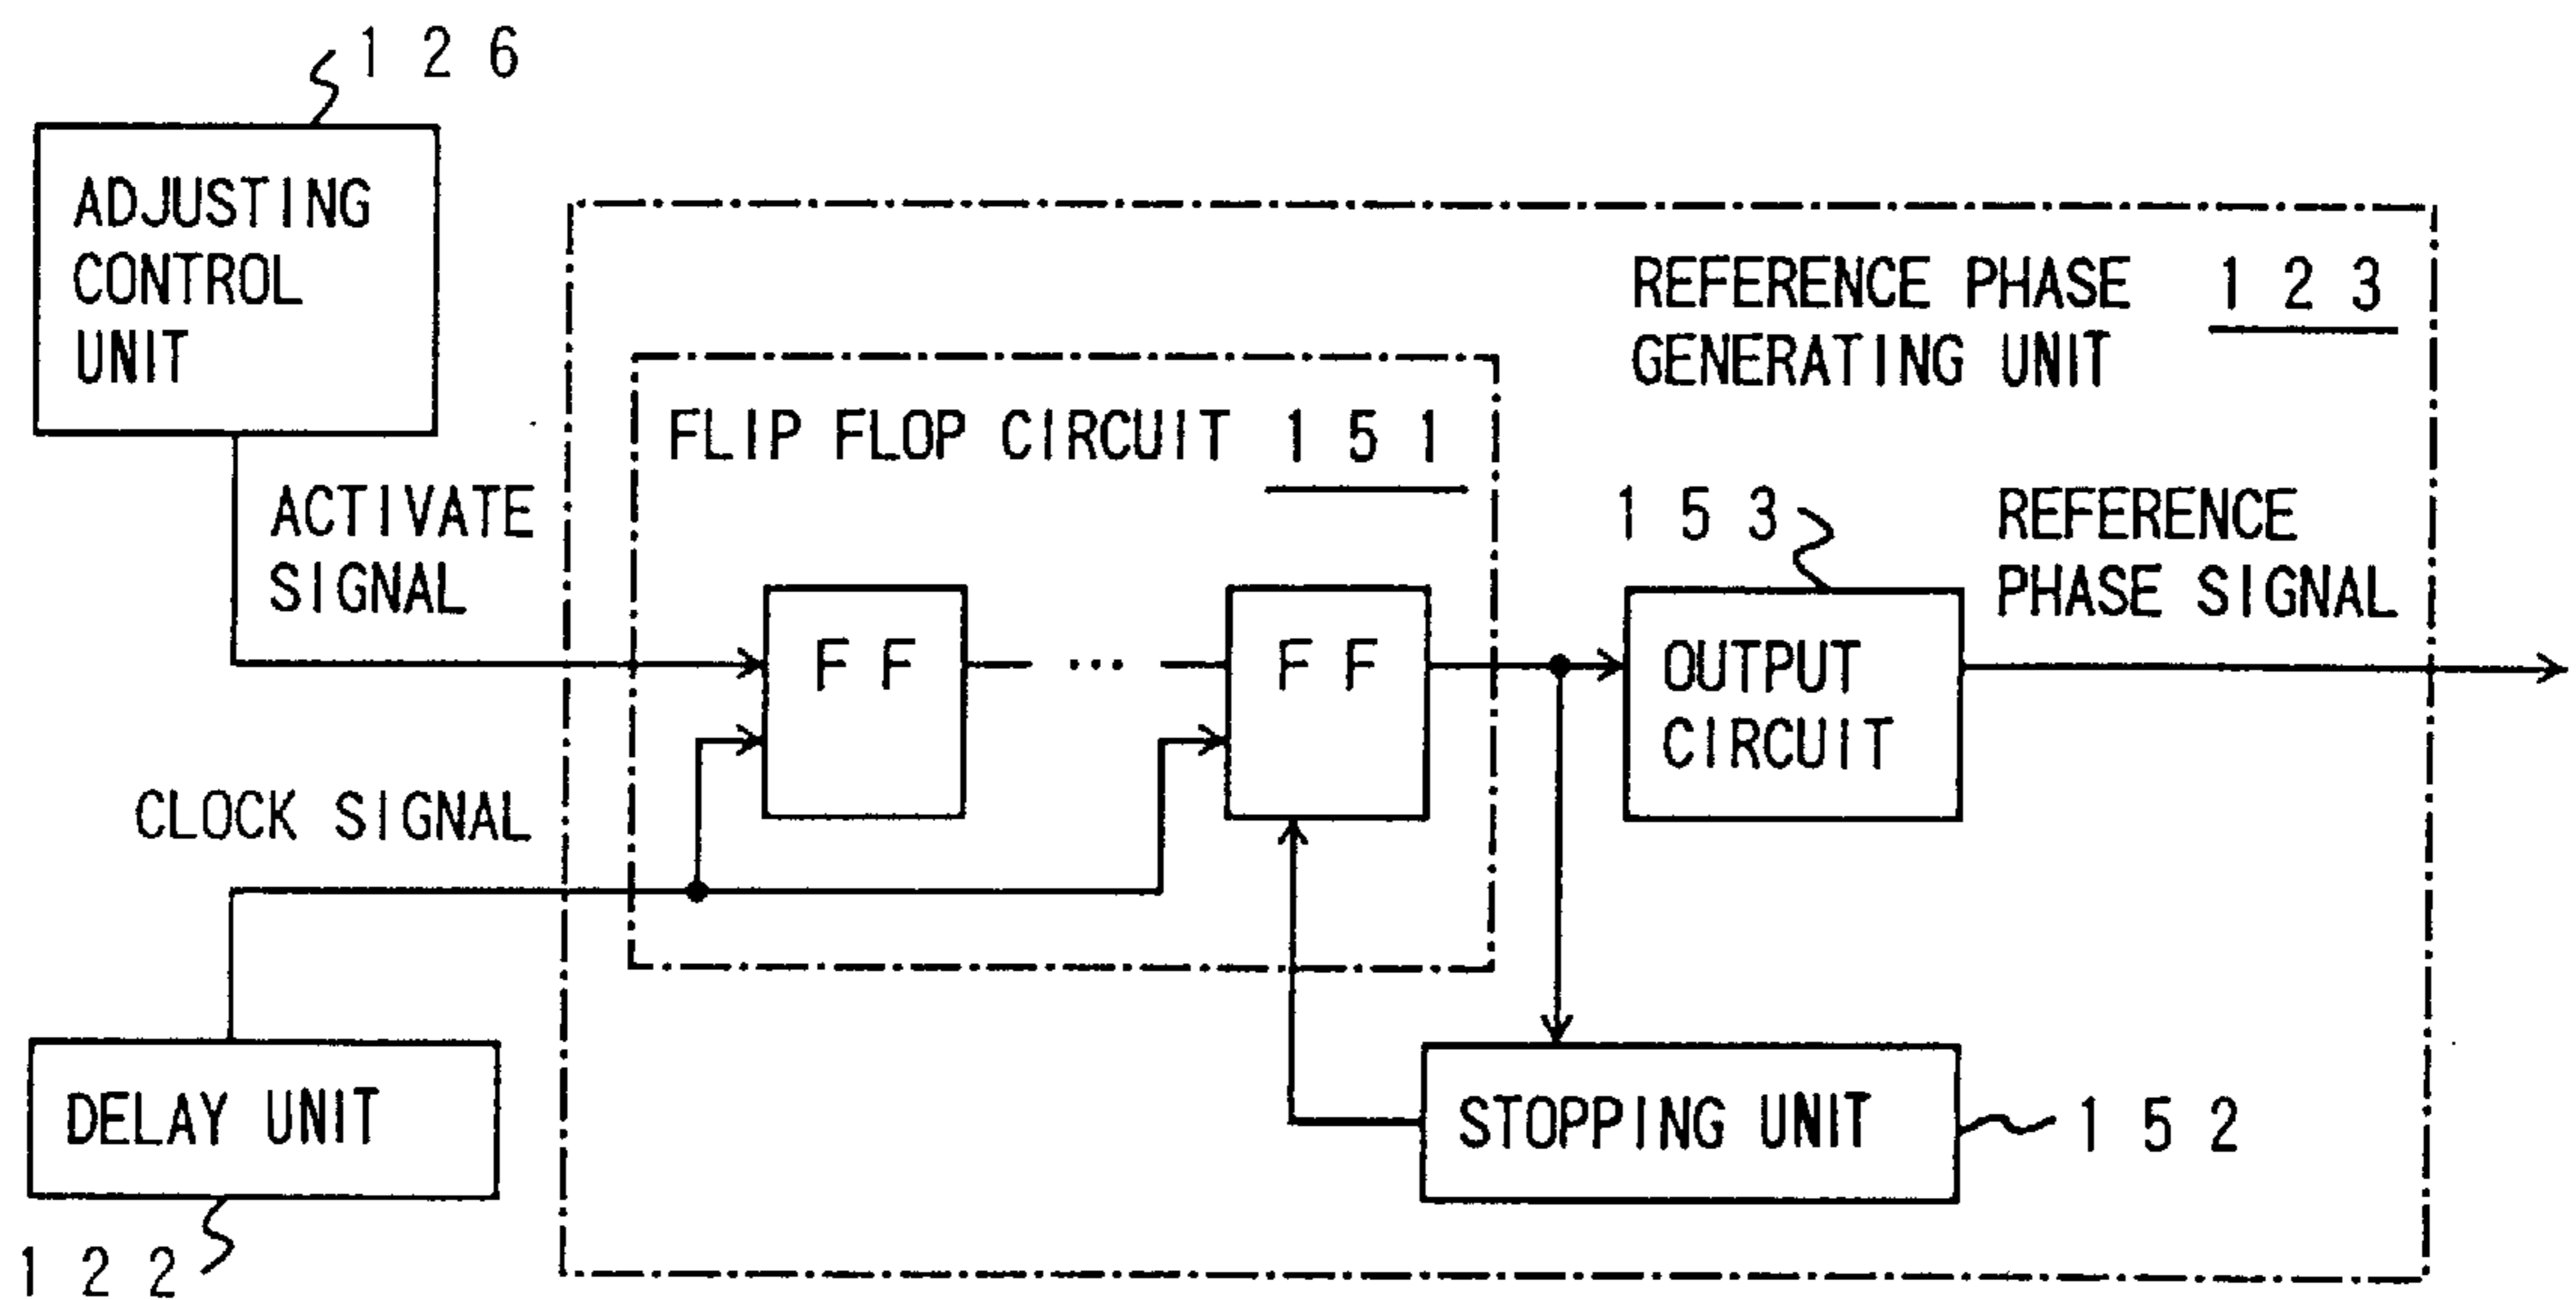 1 2 6
ADJUSTING
CONTROL
UNIT
REFERENCE PHASE 1 2 3
GENERATING UNIT
FLIP FLOP CIRCUIT 1 5 1
ACTIVATE
SIGNAL
1 5 3
REFERENCE
PHASE SIGNAL
F F
...
F F
OUTPUT
CIRCUIT
CLOCK SIGNAL
DELAY UNIT
STOPPING UNIT
1 5 2
1 2 2